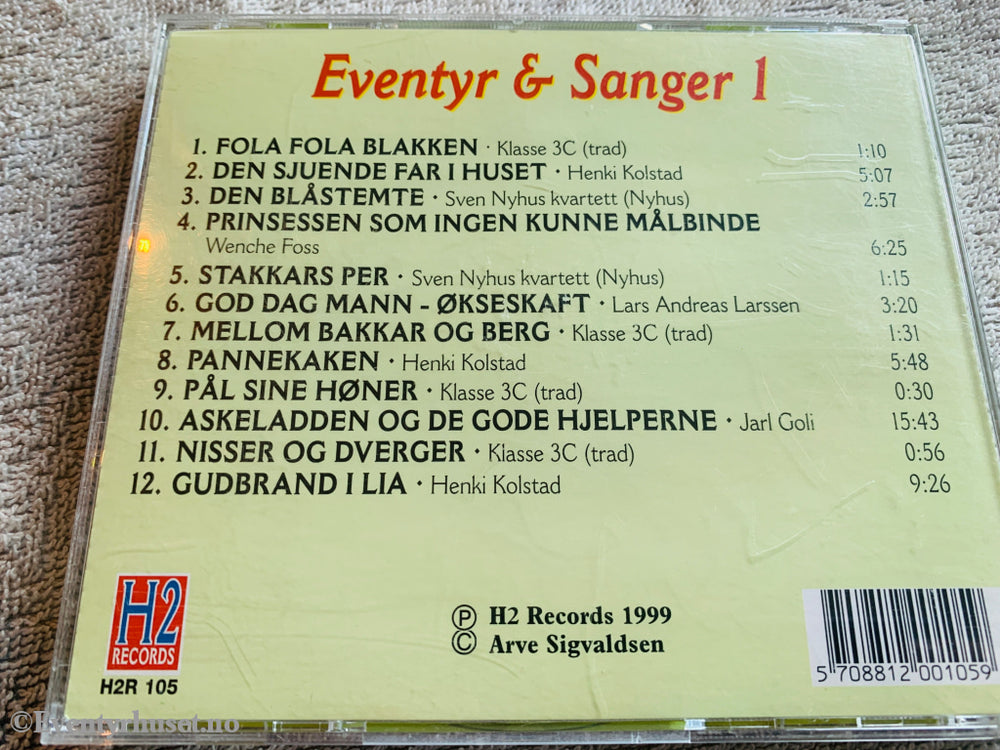 Eventyr & Sanger 1
1. FOLA FOLA BLAKKEN · Klasse 3C (trad) 1:10
2. DEN SJUENDE FAR I HUSET · Henki Kolstad 5:07
3. DEN BLÅSTEMTE · Sven Nyhus kvartett (Nyhus) 2:57
4. PRINSESSEN SOM INGEN KUNNE MÅLBINDE
Wenche Foss 6:25
5. STAKKARS PER · Sven Nyhus kvartett (Nyhus) 1:15
6. GOD DAG MANN - ØKSESKAFT · Lars Andreas Larssen 3:20
7. MELLOM BAKKAR OG BERG · Klasse 3C (trad) 1:31
8. PANNEKAKEN · Henki Kolstad 5:48
9. PÅL SINE HØNER · Klasse 3C (trad) 0:30
10. ASKELADDEN OG DE GODE HJELPERNE · Jarl Goli 15:43
11. NISSER OG DVERGER · Klasse 3C (trad) 0:56
12. GUDBRAND I LIA · Henki Kolstad 9:26
H2
RECORDS
H2R 105
Ⓟ H2 Records 1999
© Arve Sigvaldsen
5 708812 001059
©Eventyrhuset.no